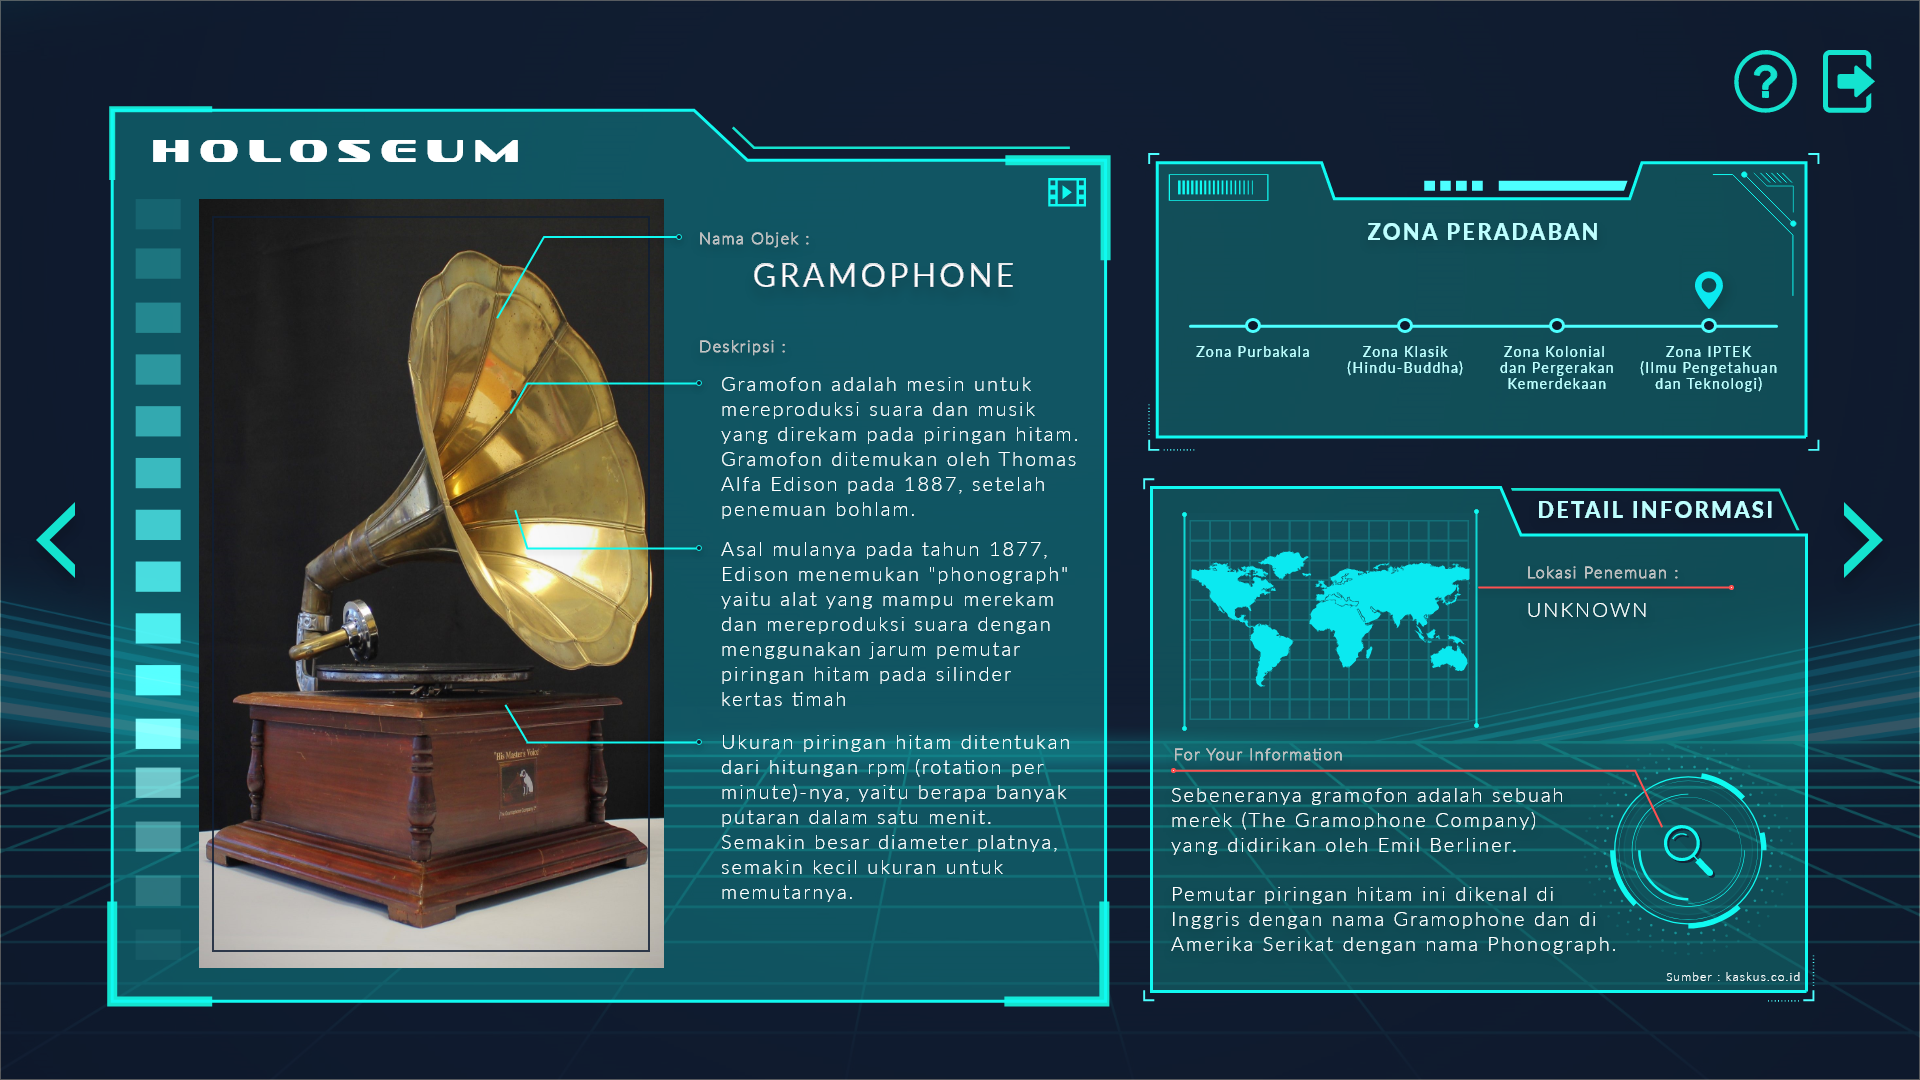 HOLOSEUM
Nama Objek :
GRAMOPHONE
Deskripsi :
Gramofon adalah mesin untuk
mereproduksi suara dan musik
yang direkam pada piringan hitam.
Gramofon ditemukan oleh Thomas
Alfa Edison pada 1887, setelah
penemuan bohlam.
Asal mulanya pada tahun 1877,
Edison menemukan "phonograph"
yaitu alat yang mampu merekam
dan mereproduksi suara dengan
menggunakan jarum pemutar
piringan hitam pada silinder
kertas timah
Ukuran piringan hitam ditentukan
dari hitungan rpm (rotation per
minute)-nya, yaitu berapa banyak
putaran dalam satu menit.
Semakin besar diameter platnya,
semakin kecil ukuran untuk
memutarnya.
"His Master's Voice"
ZONA PERADABAN
Zona Purbakala
Zona Klasik
(Hindu-Buddha)
Zona Kolonial
dan Pergerakan
Kemerdekaan
Zona IPTEK
(Ilmu Pengetahuan
dan Teknologi)
DETAIL INFORMASI
Lokasi Penemuan :
UNKNOWN
For Your Information
Sebeneranya gramofon adalah sebuah
merek (The Gramophone Company)
yang didirikan oleh Emil Berliner.
Pemutar piringan hitam ini dikenal di
Inggris dengan nama Gramophone dan di
Amerika Serikat dengan nama Phonograph.
Sumber : kaskus.co.id